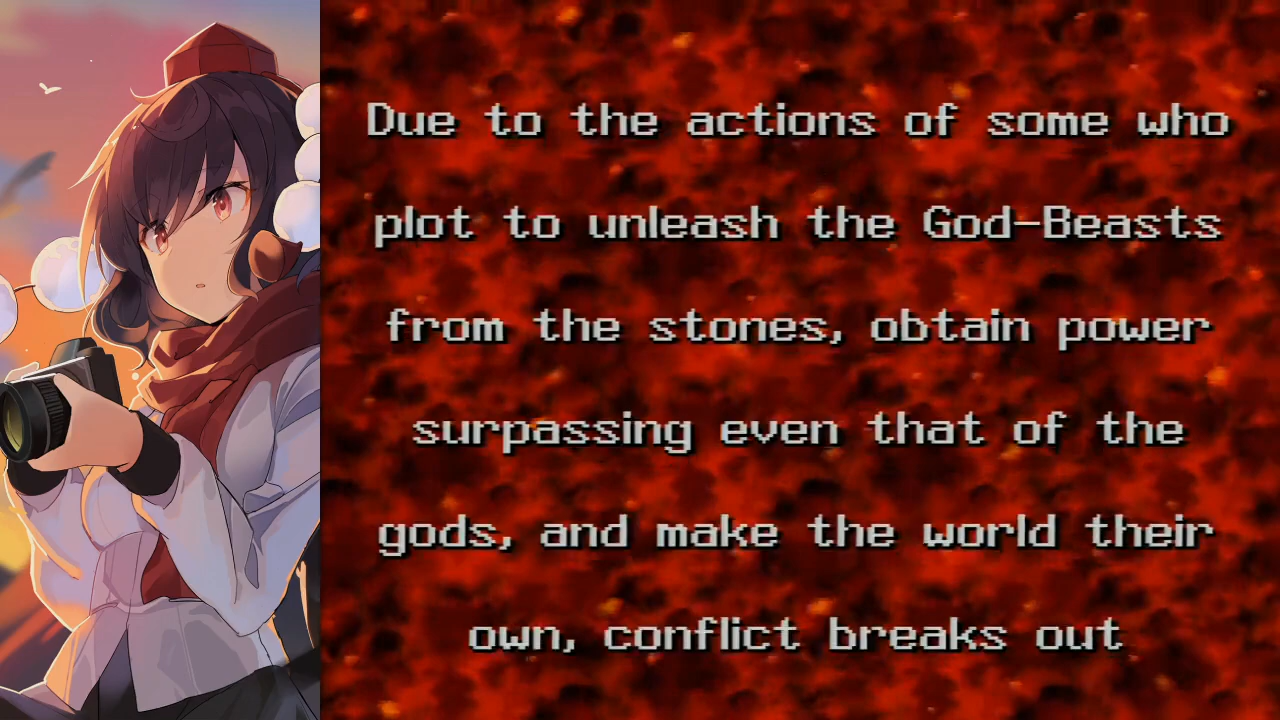 Due to the actions of some who
plot to unleash the God-Beasts
from the stones, obtain power
surpassing even that of the
gods, and make the world their
own, conflict breaks out